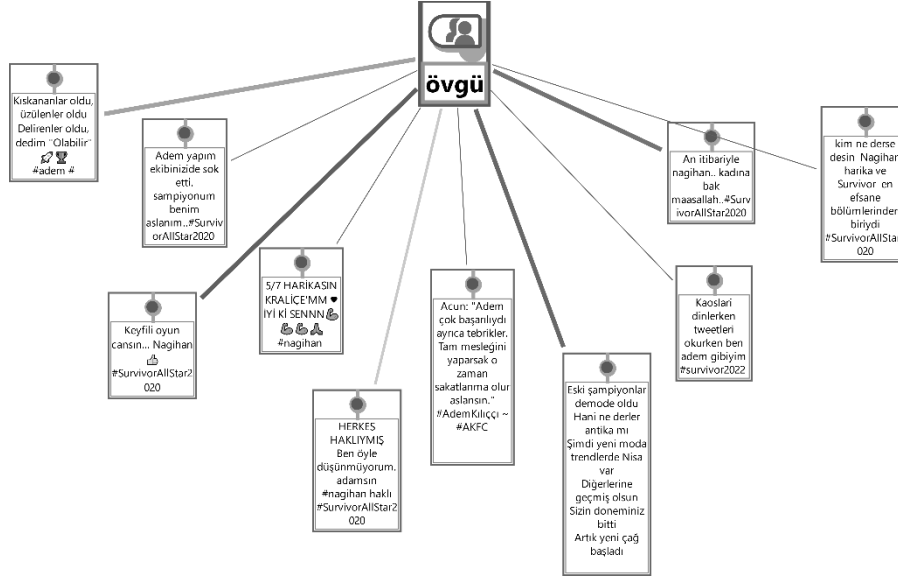 övgü
Kıskananlar oldu,
üzülenler oldu
Delirenler oldu,
dedim "Olabilir"
🚀🏆
#adem #
Adem yapım
ekibinizide sok
etti.
sampiyonum
benim
aslanım..#Surviv
orAllStar2020
An itibariyle
nagihan.. kadına
bak
maasallah..#Surv
ivorAllStar2020
kim ne derse
desin Nagihan
harika ve
Survivor en
efsane
bölümlerinden
biriydi
#SurvivorAllStar
020
Keyfili oyun
cansın... Nagihan
👍
#SurvivorAllStar2
020
5/7 HARİKASIN
KRALİÇE'MM ♥
İYİ Kİ SENNN💪
💪💪🙏
#nagihan
Acun: "Adem
çok başarılıydı
ayrıca tebrikler.
Tam mesleğini
yaparsak o
zaman
sakatlanma olur
aslansın."
#AdemKılıççı ~
#AKFC
Kaoslari
dinlerken
tweetleri
okurken ben
adem gibiyim
#survivor2022
HERKES
HAKLIYMIŞ
Ben öyle
düşünmüyorum.
adamsın
#nagihan haklı
#SurvivorAllStar2
020
Eski şampiyonlar
demode oldu
Hani ne derler
antika mı
Şimdi yeni moda
trendlerde Nisa
var
Diğerlerine
geçmiş olsun
Sizin doneminiz
bitti
Artık yeni çağ
başladı